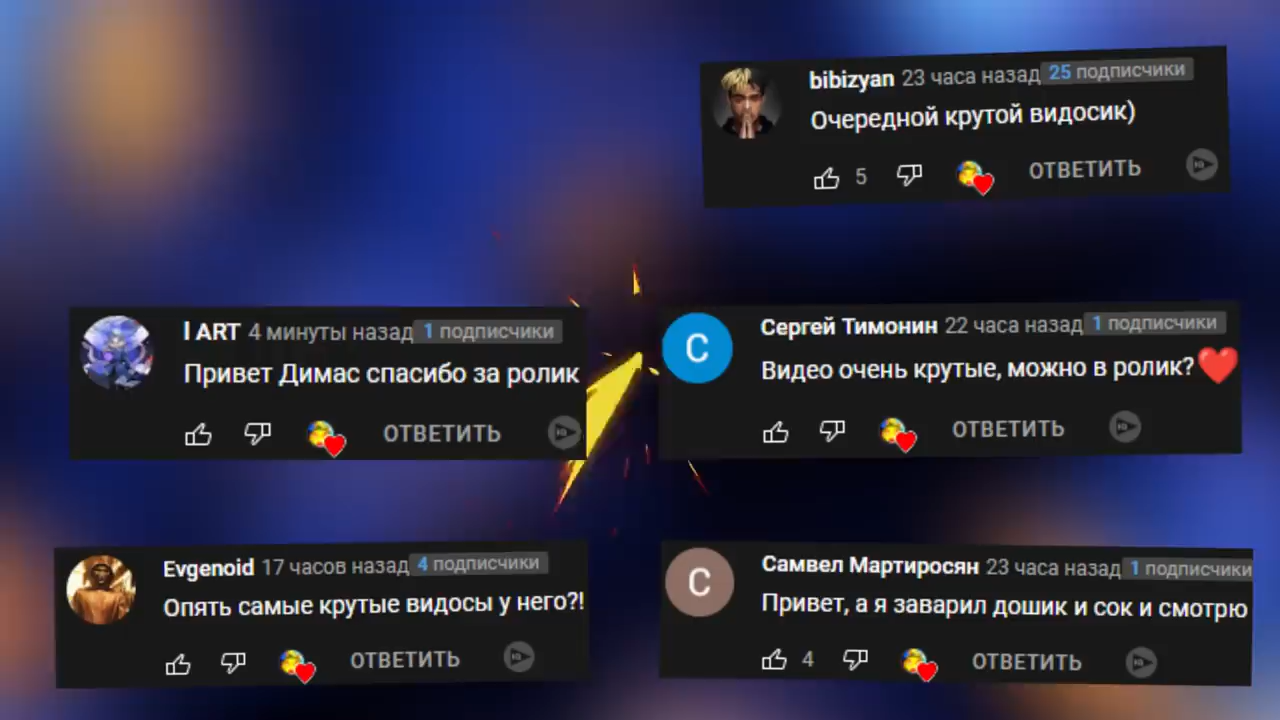 bibizyan 23 часа назад 25 подписчики
Очередной крутой видосик)
5 ОТВЕТИТЬ
I ART 4 минуты назад 1 подписчики
Привет Димас спасибо за ролик
ОТВЕТИТЬ
С Сергей Тимонин 22 часа назад 1 подписчики
Видео очень крутые, можно в ролик?❤️
ОТВЕТИТЬ
Evgenoid 17 часов назад 4 подписчики
Опять самые крутые видосы у него?!
ОТВЕТИТЬ
С Самвел Мартиросян 23 часа назад 1 подписчики
Привет, а я заварил дошик и сок и смотрю
4 ОТВЕТИТЬ